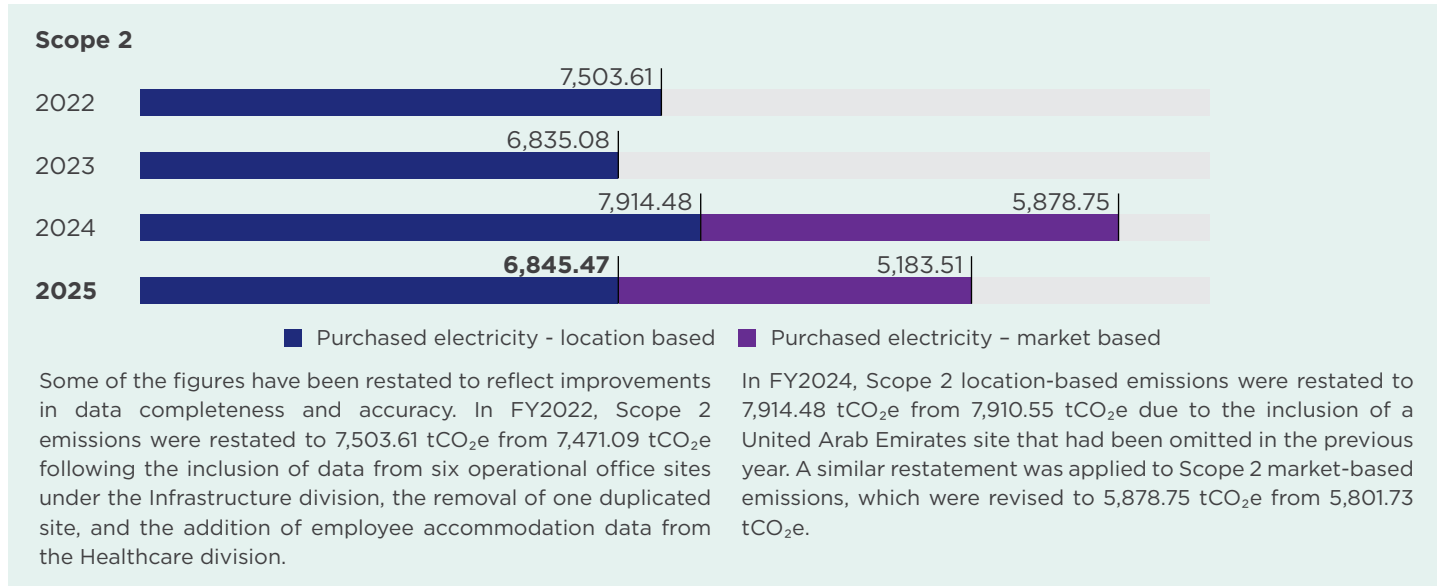 Scope 2
7,503.61
2022
6,835.08
2023
7,914.48 5,878.75
2024
6,845.47 5,183.51
2025
Purchased electricity - location based Purchased electricity – market based
Some of the figures have been restated to reflect improvements
in data completeness and accuracy. In FY2022, Scope 2
emissions were restated to 7,503.61 tCO₂e from 7,471.09 tCO₂e
following the inclusion of data from six operational office sites
under the Infrastructure division, the removal of one duplicated
site, and the addition of employee accommodation data from
the Healthcare division.
In FY2024, Scope 2 location-based emissions were restated to
7,914.48 tCO₂e from 7,910.55 tCO₂e due to the inclusion of a
United Arab Emirates site that had been omitted in the previous
year. A similar restatement was applied to Scope 2 market-based
emissions, which were revised to 5,878.75 tCO₂e from 5,801.73
tCO₂e.